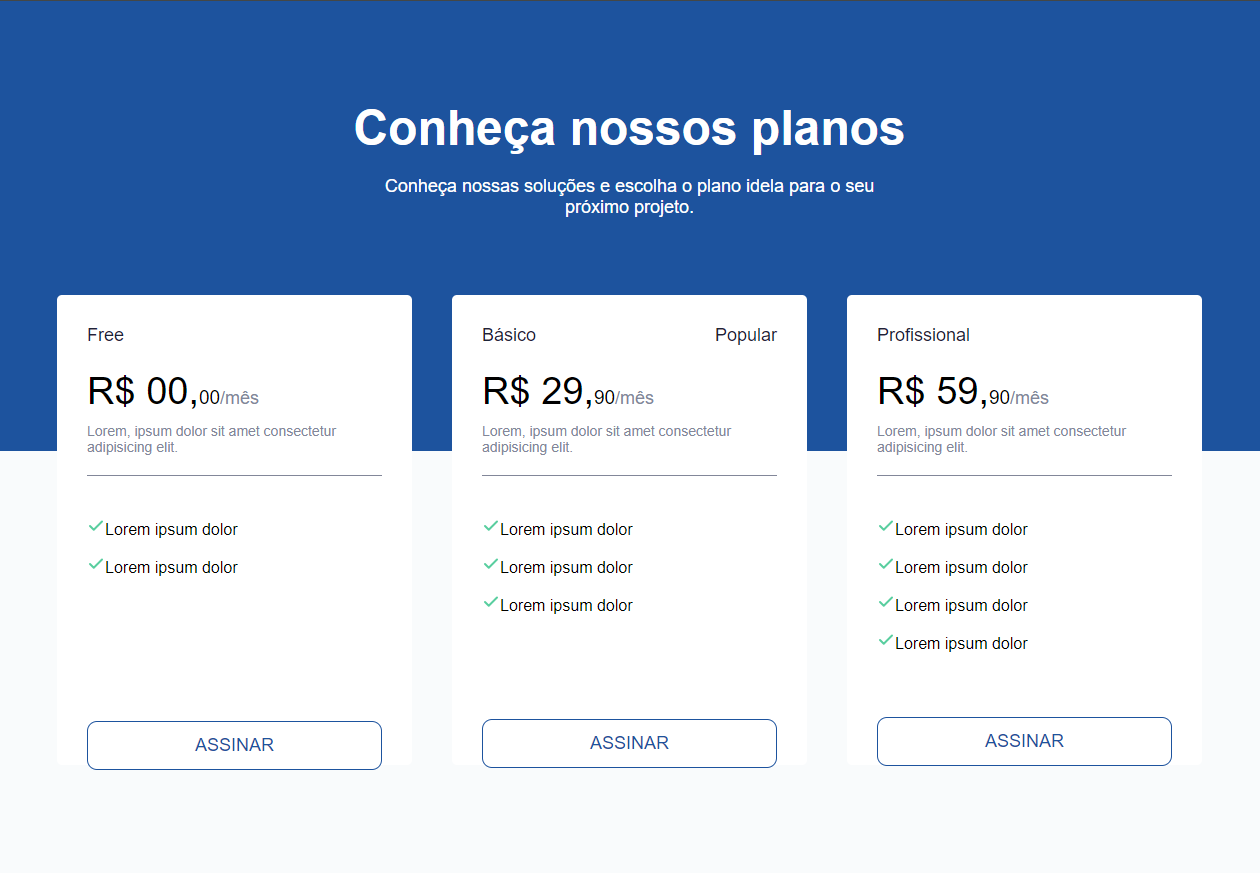 Conheça nossos planos
Conheça nossas soluções e escolha o plano idela para o seu
próximo projeto.
Free
R$ 00,00/mês
Lorem, ipsum dolor sit amet consectetur
adipisicing elit.
Lorem ipsum dolor
Lorem ipsum dolor
ASSINAR
Básico
Popular
R$ 29,90/mês
Lorem, ipsum dolor sit amet consectetur
adipisicing elit.
Lorem ipsum dolor
Lorem ipsum dolor
Lorem ipsum dolor
ASSINAR
Profissional
R$ 59,90/mês
Lorem, ipsum dolor sit amet consectetur
adipisicing elit.
Lorem ipsum dolor
Lorem ipsum dolor
Lorem ipsum dolor
Lorem ipsum dolor
ASSINAR